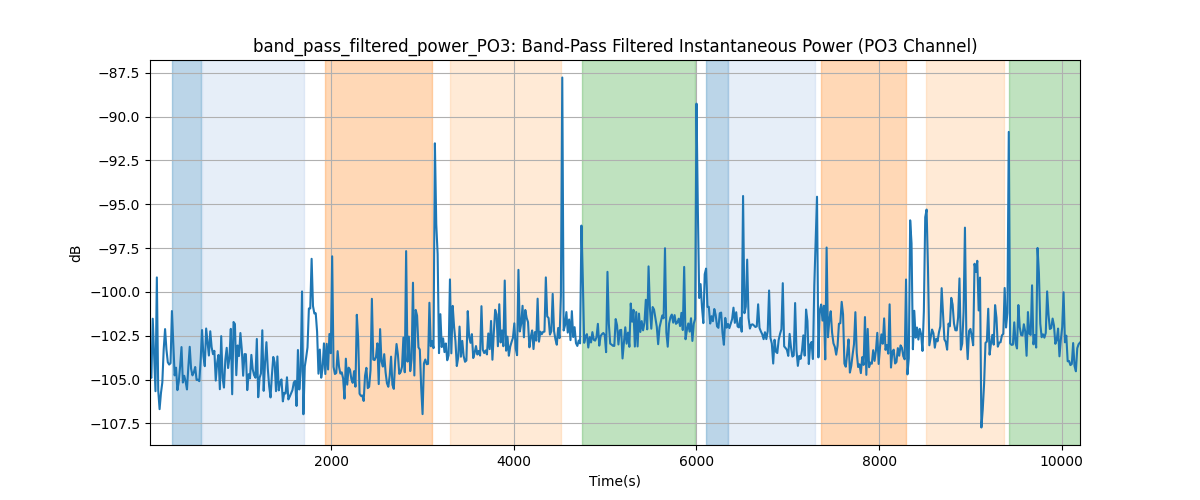 band_pass_filtered_power_PO3: Band-Pass Filtered Instantaneous Power (PO3 Channel)
−87.5
−90.0
−92.5
−95.0
−97.5
−100.0
−102.5
−105.0
−107.5
dB
2000 4000 6000 8000 10000
Time(s)